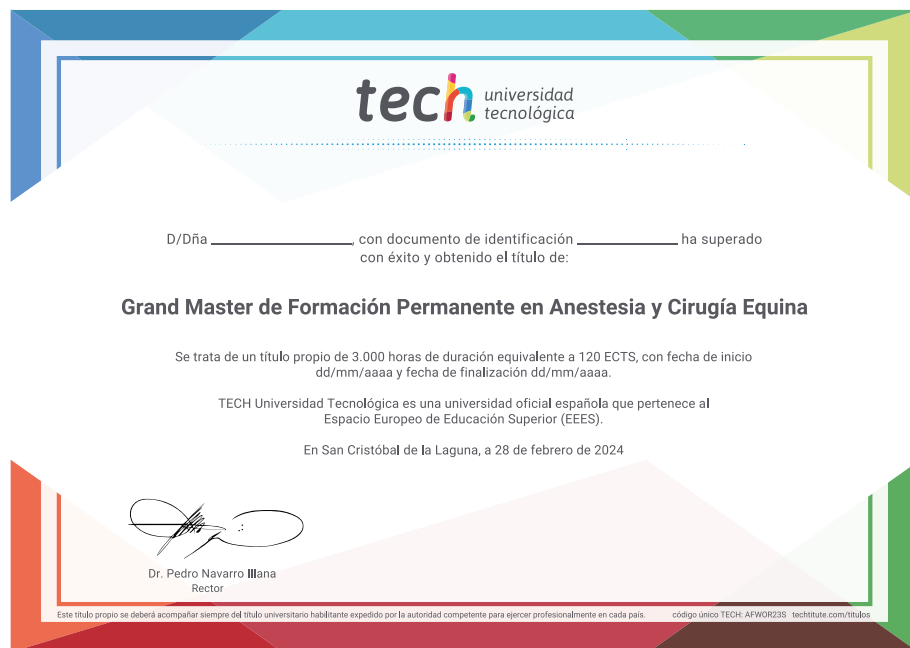 tech universidad
tecnológica
D/Dña ________________, con documento de identificación ____________ ha superado
con éxito y obtenido el título de:
Grand Master de Formación Permanente en Anestesia y Cirugía Equina
Se trata de un título propio de 3.000 horas de duración equivalente a 120 ECTS, con fecha de inicio
dd/mm/aaaa y fecha de finalización dd/mm/aaaa.
TECH Universidad Tecnológica es una universidad oficial española que pertenece al
Espacio Europeo de Educación Superior (EEES).
En San Cristóbal de la Laguna, a 28 de febrero de 2024
Dr. Pedro Navarro Illana
Rector
Este título propio se deberá acompañar siempre del título universitario habilitante expedido por la autoridad competente para ejercer profesionalmente en cada país. código único TECH: AFWOR23S techtitute.com/titulos